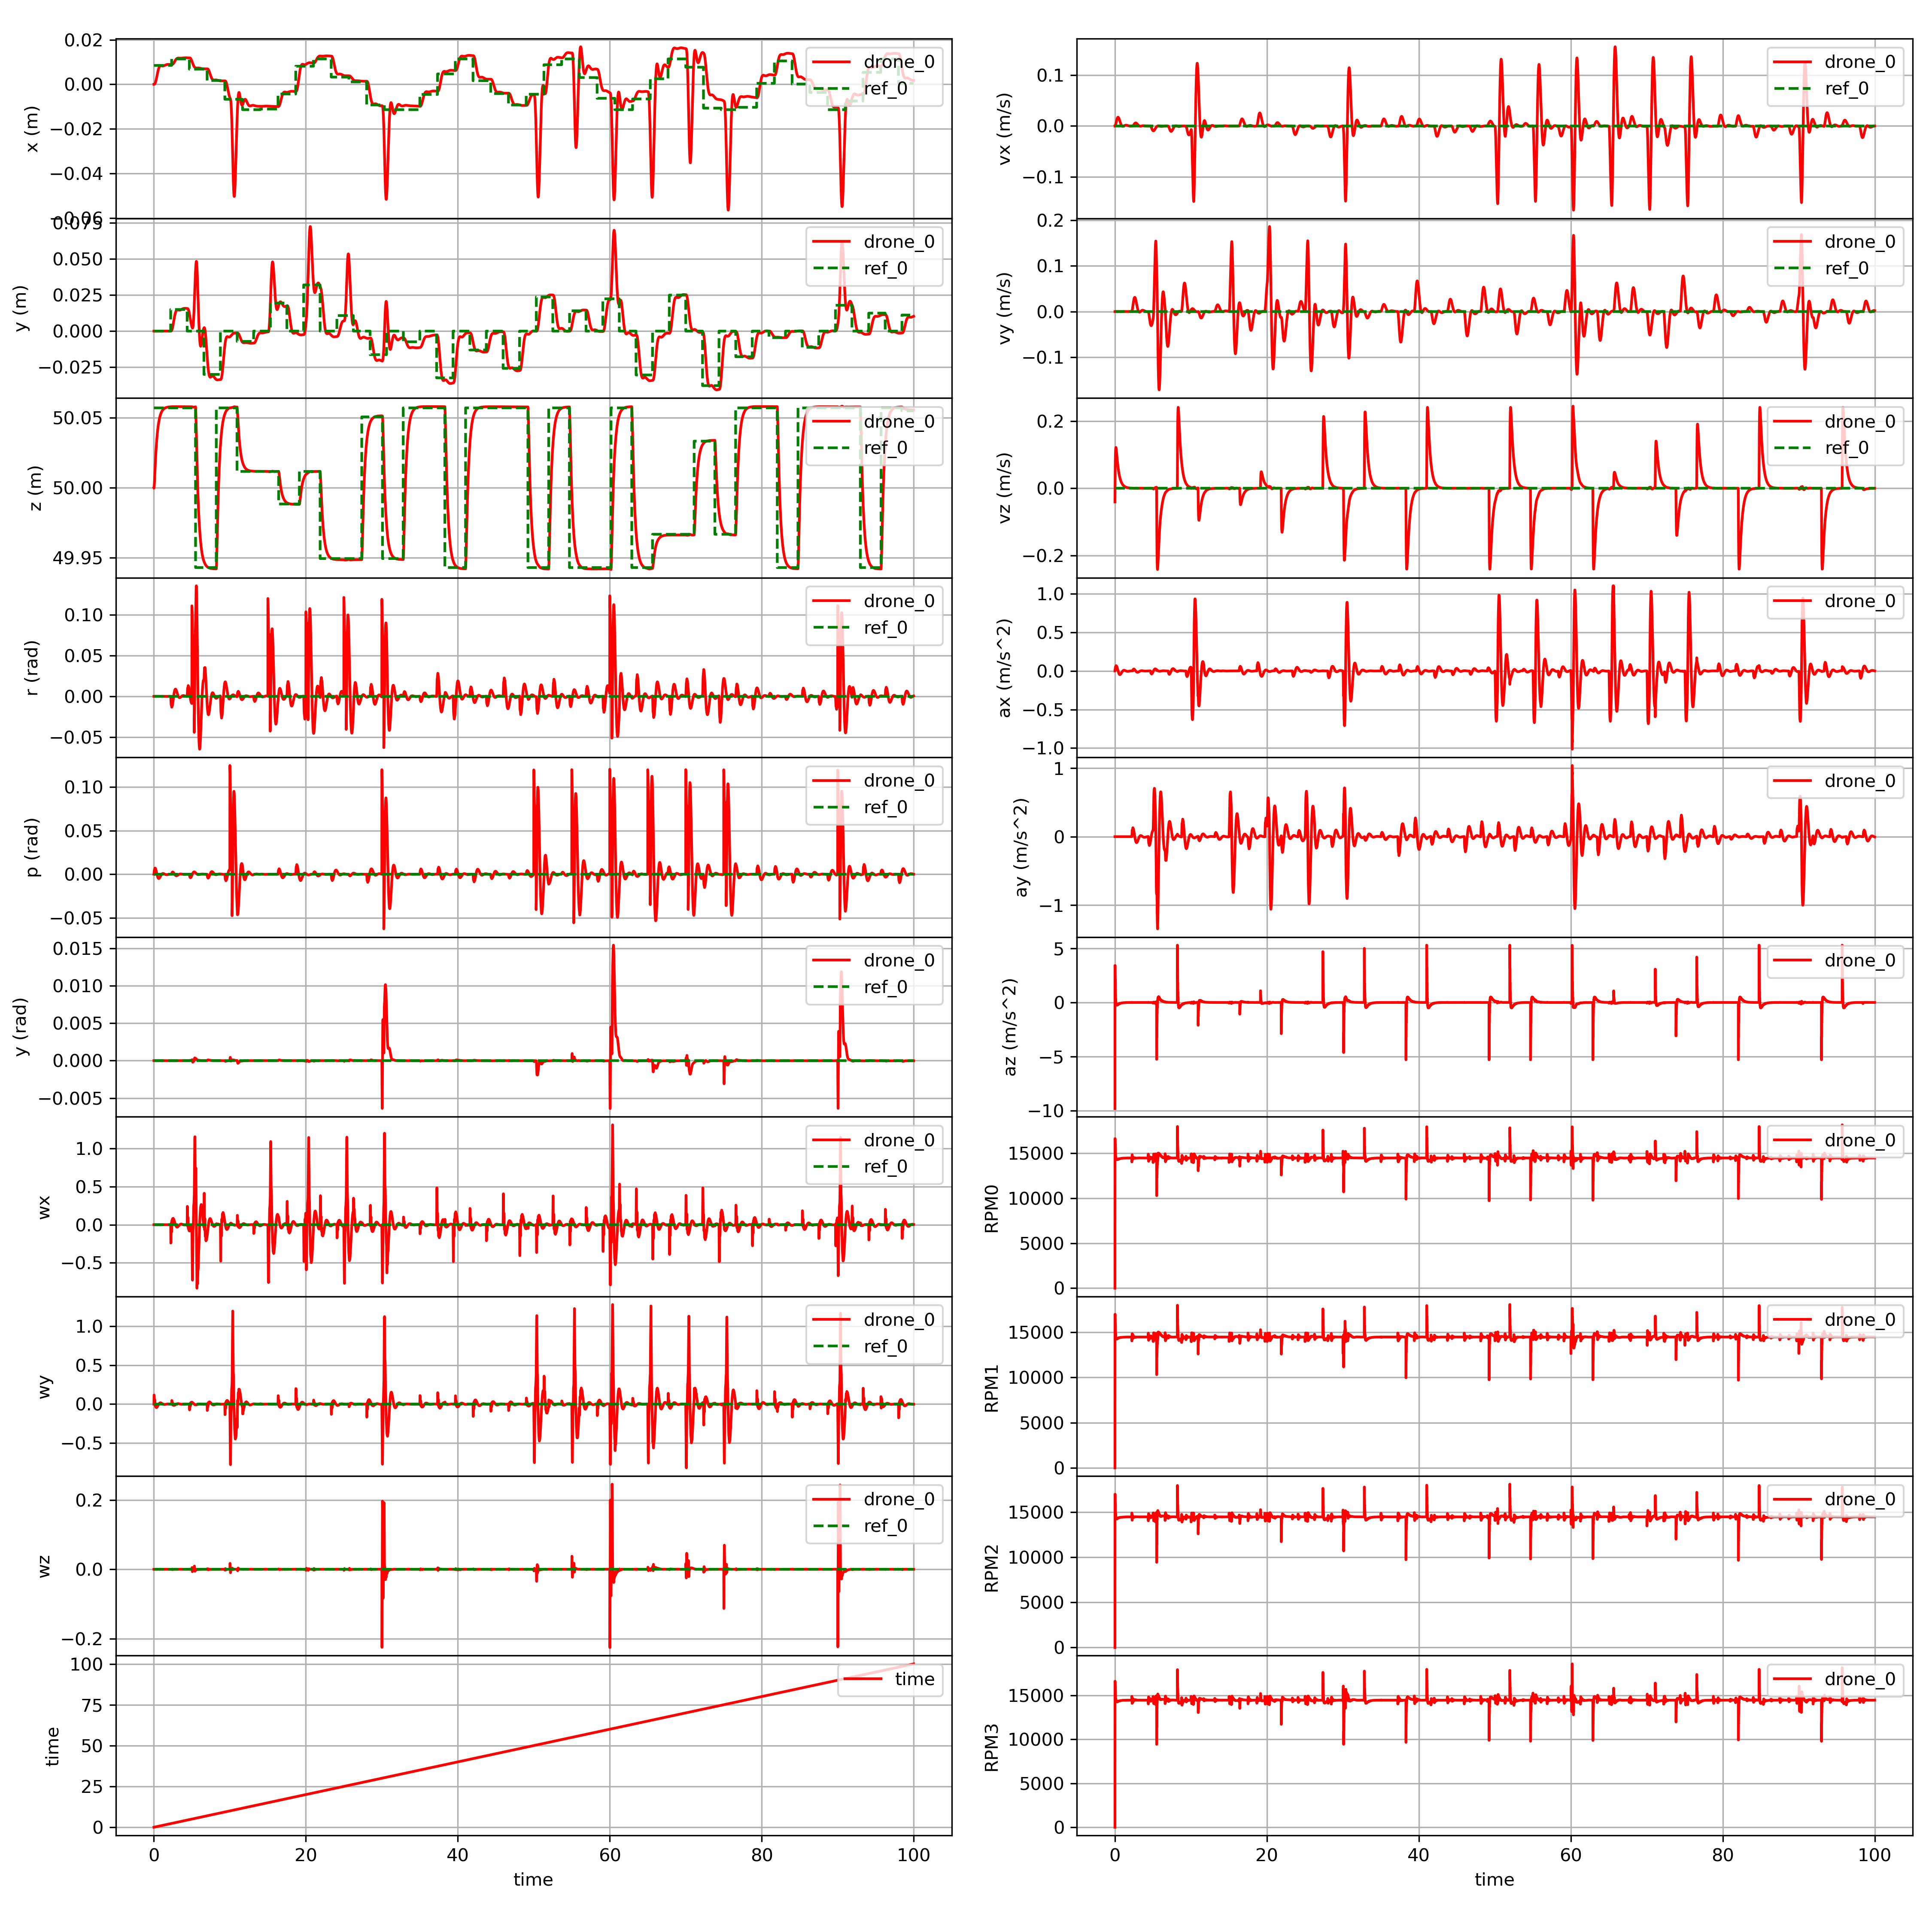 0.02
0.00
−0.02
−0.04
−0.06
x (m)
drone_0
ref_0
0.075
0.050
0.025
0.000
−0.025
y (m)
drone_0
ref_0
50.05
50.00
49.95
z (m)
drone_0
ref_0
0.10
0.05
0.00
−0.05
r (rad)
drone_0
ref_0
0.10
0.05
0.00
−0.05
p (rad)
drone_0
ref_0
0.015
0.010
0.005
0.000
−0.005
y (rad)
drone_0
ref_0
1.0
0.5
0.0
−0.5
wx
drone_0
ref_0
1.0
0.5
0.0
−0.5
wy
drone_0
ref_0
0.2
0.0
−0.2
wz
drone_0
ref_0
100
75
50
25
0
time
time
0 20 40 60 80 100
time
0.1
0.0
−0.1
vx (m/s)
drone_0
ref_0
0.2
0.1
0.0
−0.1
vy (m/s)
drone_0
ref_0
0.2
0.0
−0.2
vz (m/s)
drone_0
ref_0
1.0
0.5
0.0
−0.5
−1.0
ax (m/s^2)
drone_0
1
0
−1
ay (m/s^2)
drone_0
5
0
−5
−10
az (m/s^2)
drone_0
15000
10000
5000
0
RPM0
drone_0
15000
10000
5000
0
RPM1
drone_0
15000
10000
5000
0
RPM2
drone_0
15000
10000
5000
0
RPM3
drone_0
0 20 40 60 80 100
time